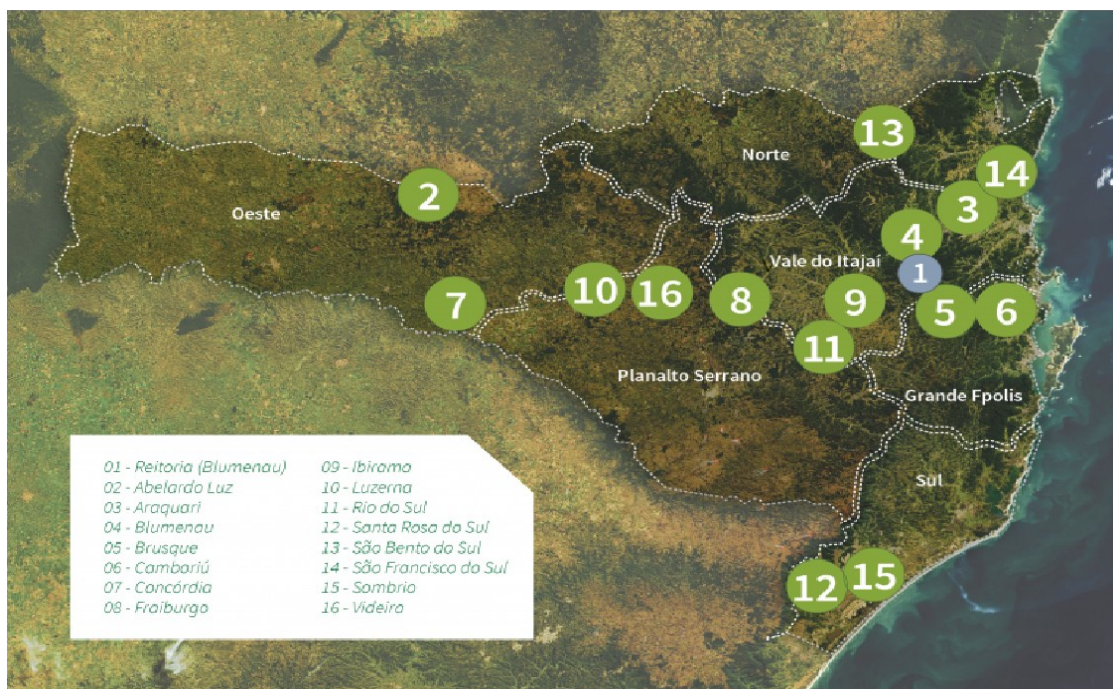 13
Norte
14
2
3
Oeste
4
Vale do Itajaí
1
7
10
16
8
9
5
6
11
Planalto Serrano
Grande Fpolis
Sul
12
15
01 - Reitoria (Blumenau)
02 - Abelardo Luz
03 - Araquari
04 - Blumenau
05 - Brusque
06 - Camboriú
07 - Concórdia
08 - Fraiburgo
09 - Ibirama
10 - Luzerna
11 - Rio do Sul
12 - Santa Rosa do Sul
13 - São Bento do Sul
14 - São Francisco do Sul
15 - Sombrio
16 - Videira